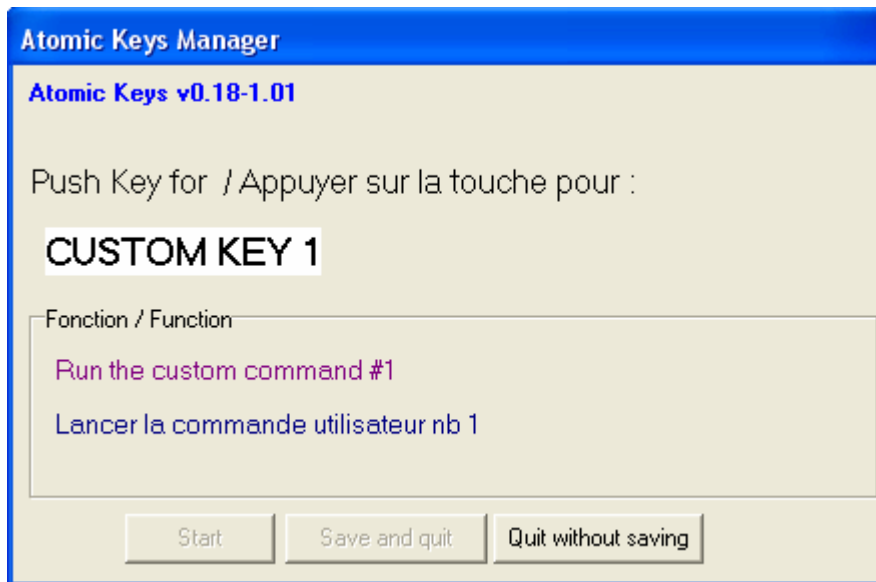 Atomic Keys Manager
Atomic Keys v0.18-1.01
Push Key for / Appuyer sur la touche pour :
CUSTOM KEY 1
Fonction / Function
Run the custom command #1
Lancer la commande utilisateur nb 1
Start Save and quit Quit without saving